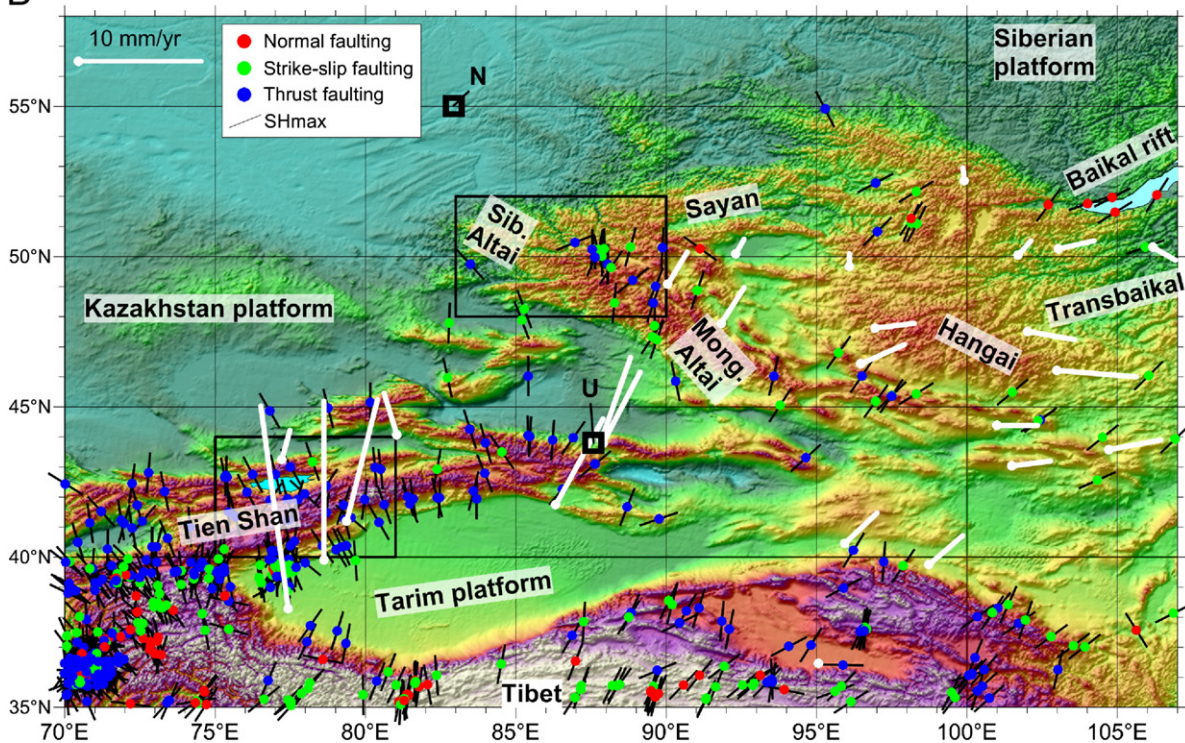 B
10 mm/yr
Normal faulting
Strike-slip faulting
Thrust faulting
SHmax
N
Siberian
platform
55°N
Baikal rift
Sayan
Sib.
Altai
50°N
Kazakhstan platform
Transbaikal
Mong.
Altai
Hangai
U
45°N
Tien Shan
40°N
Tarim platform
Tibet
35°N
70°E
75°E
80°E
85°E
90°E
95°E
100°E
105°E